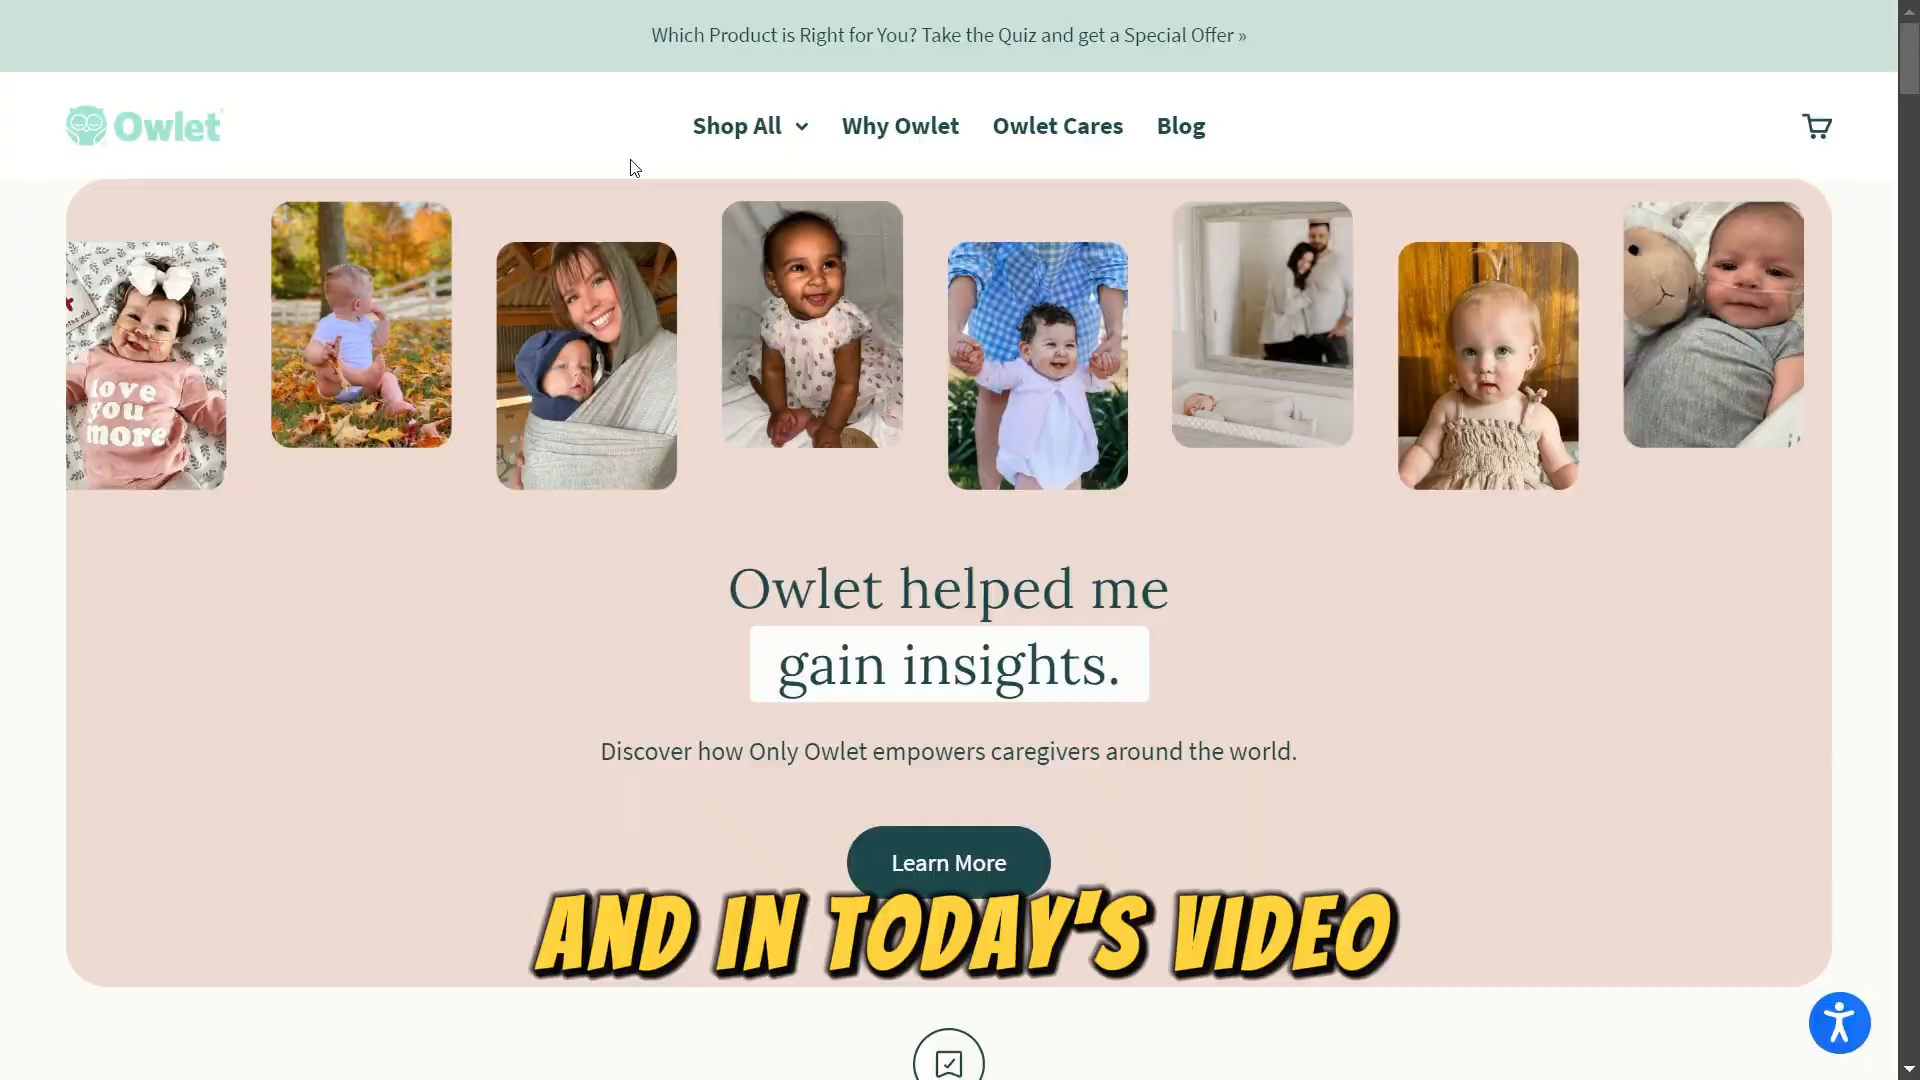 Which Product is Right for You? Take the Quiz and get a Special Offer »
Owlet
Shop All
Why Owlet
Owlet Cares
Blog
love
you
more
Owlet helped me
gain insights.
Discover how Only Owlet empowers caregivers around the world.
Learn More
AND IN TODAY'S VIDEO